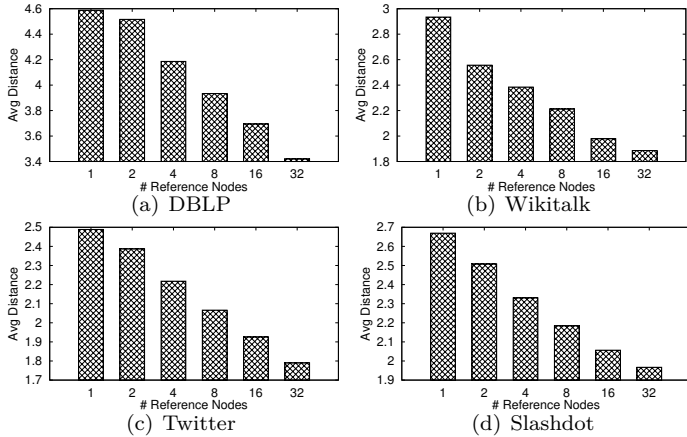 4.6
4.4
4.2
4
3.8
3.6
3.4
Avg Distance
1 2 4 8 16 32
# Reference Nodes
(a) DBLP
3
2.8
2.6
2.4
2.2
2
1.8
Avg Distance
1 2 4 8 16 32
# Reference Nodes
(b) Wikitalk
2.5
2.4
2.3
2.2
2.1
2
1.9
1.8
1.7
Avg Distance
1 2 4 8 16 32
# Reference Nodes
(c) Twitter
2.7
2.6
2.5
2.4
2.3
2.2
2.1
2
1.9
Avg Distance
1 2 4 8 16 32
# Reference Nodes
(d) Slashdot